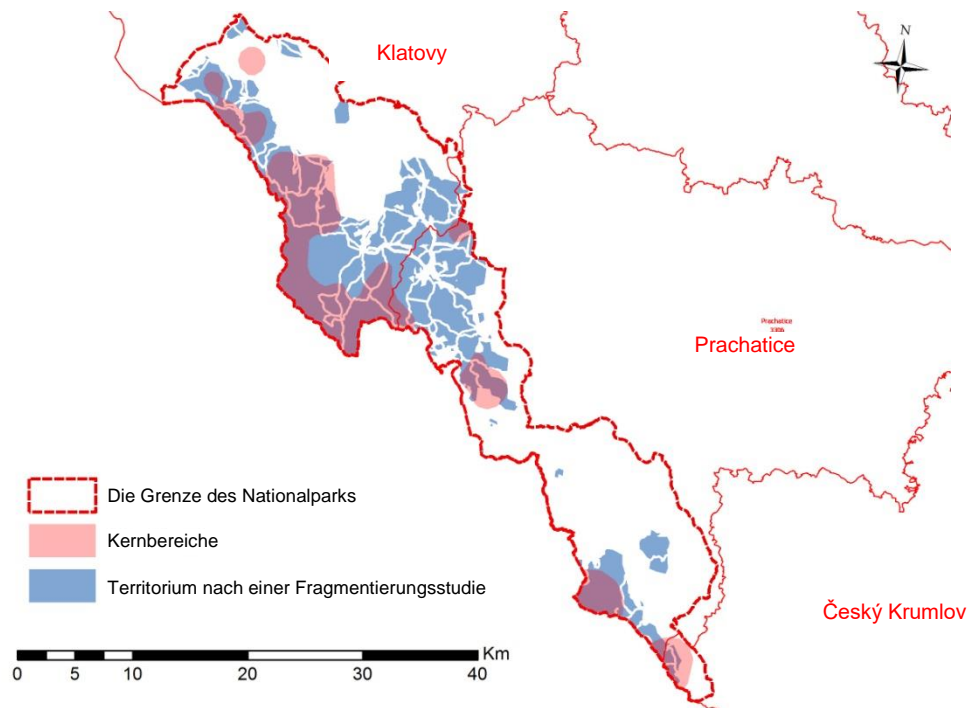 Klatovy
N
Prachatice
Prachatice
Die Grenze des Nationalparks
Kernbereiche
Territorium nach einer Fragmentierungsstudie
Český Krumlov
Km
0 5 10 20 30 40